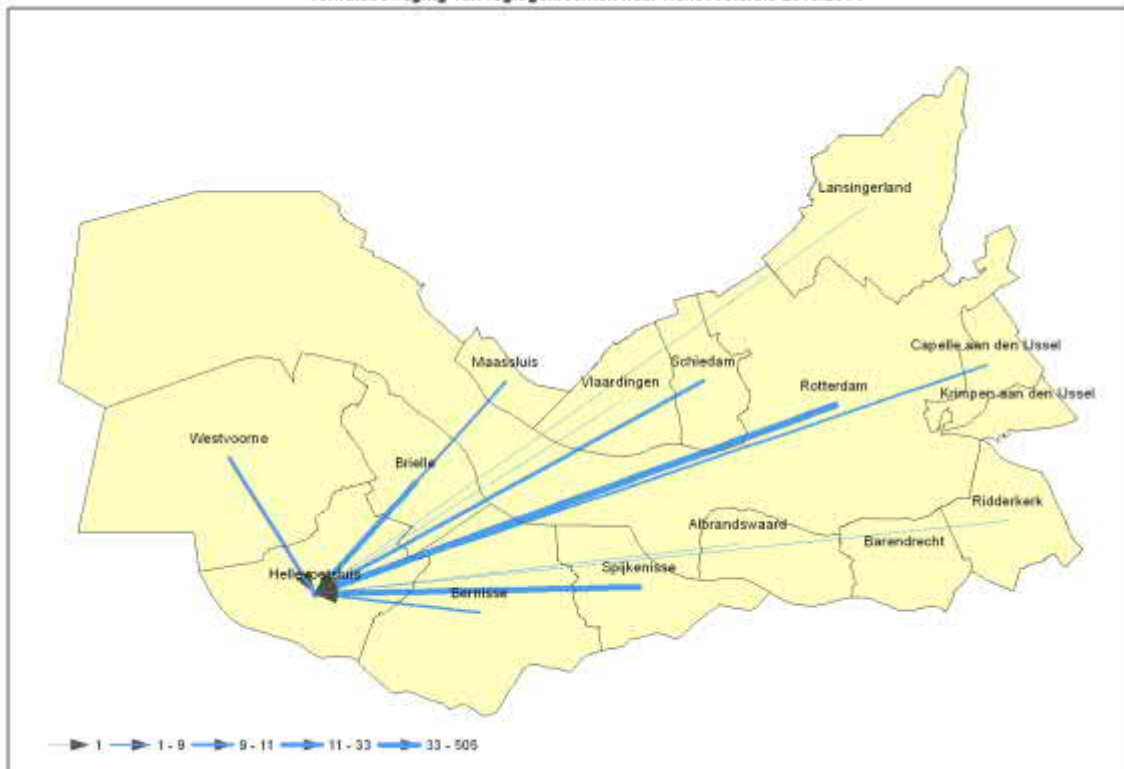 Lansingerland
Capelle aan den IJssel
Maassluis
Schiedam
Vlaardingen
Rotterdam
Krimpen aan den IJssel
Westvoorne
Brielle
Ridderkerk
Albrandswaard
Barendrecht
Hellevoetsluis
Spijkenisse
Bernisse
1 1 - 9 9 - 11 11 - 33 33 - 505